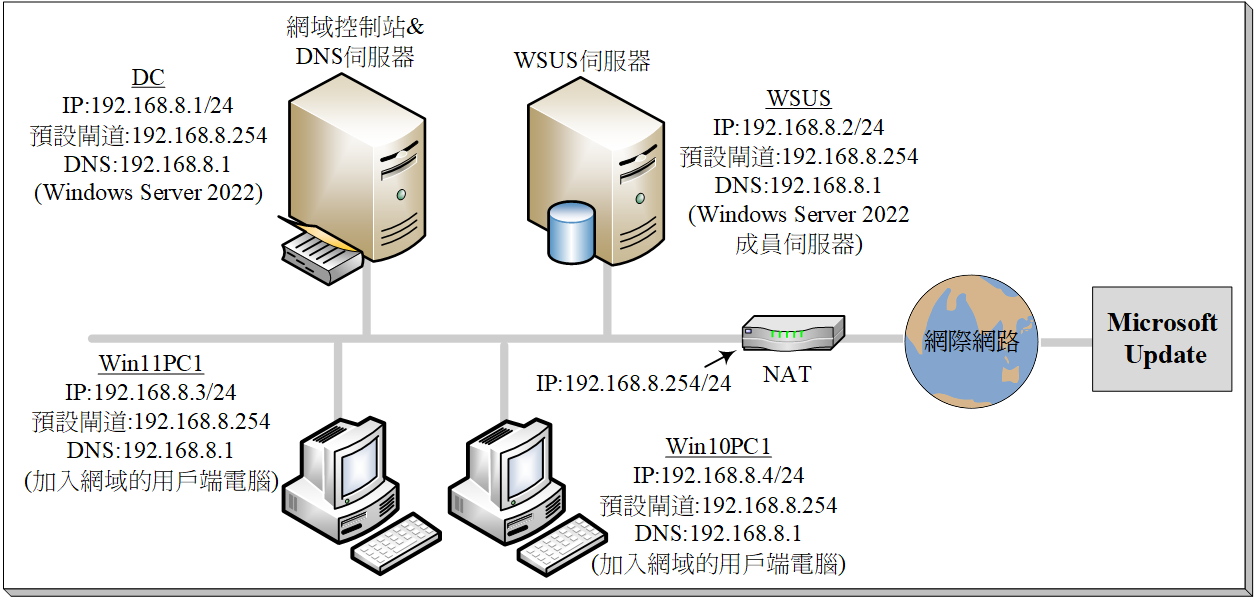 網域控制站&
DNS伺服器
DC
IP:192.168.8.1/24
預設閘道:192.168.8.254
DNS:192.168.8.1
(Windows Server 2022)
WSUS伺服器
WSUS
IP:192.168.8.2/24
預設閘道:192.168.8.254
DNS:192.168.8.1
(Windows Server 2022
成員伺服器)
Win11PC1
IP:192.168.8.3/24
預設閘道:192.168.8.254
DNS:192.168.8.1
(加入網域的用戶端電腦)
Win10PC1
IP:192.168.8.4/24
預設閘道:192.168.8.254
DNS:192.168.8.1
(加入網域的用戶端電腦)
IP:192.168.8.254/24
NAT
網際網路
Microsoft
Update